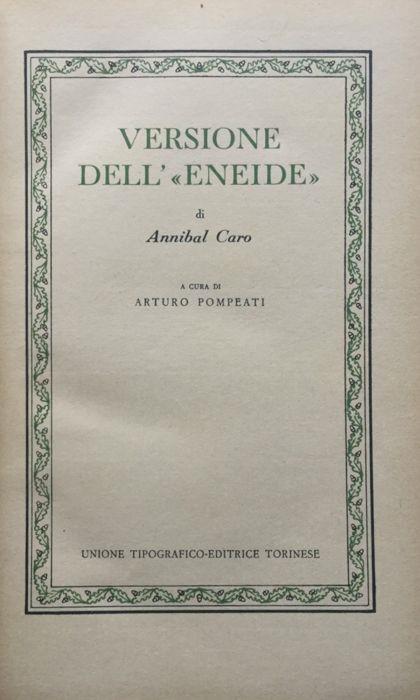 VERSIONE
DELL'«ENEIDE»
di
Annibal Caro
A CURA DI
ARTURO POMPEATI
UNIONE TIPOGRAFICO-EDITRICE TORINESE